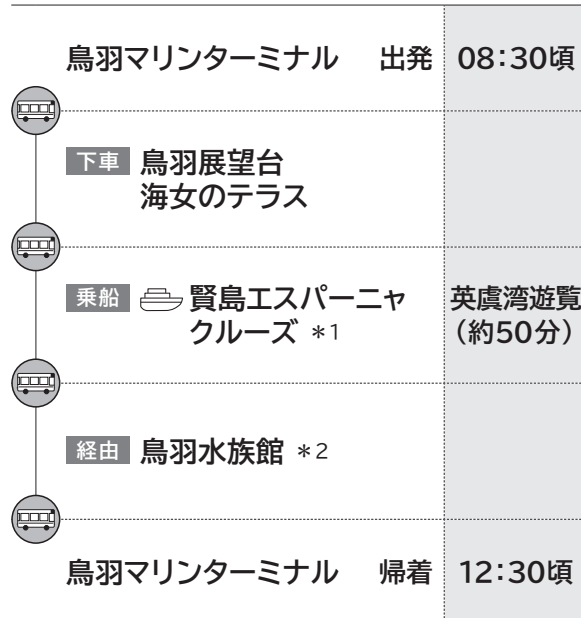 鳥羽マリンターミナル 出発 08：30頃
下車 鳥羽展望台
海女のテラス
乗船 賢島エスパーニャ 英虞湾遊覧
クルーズ ＊1 （約50分）
経由 鳥羽水族館 ＊2
鳥羽マリンターミナル 帰着 12：30頃